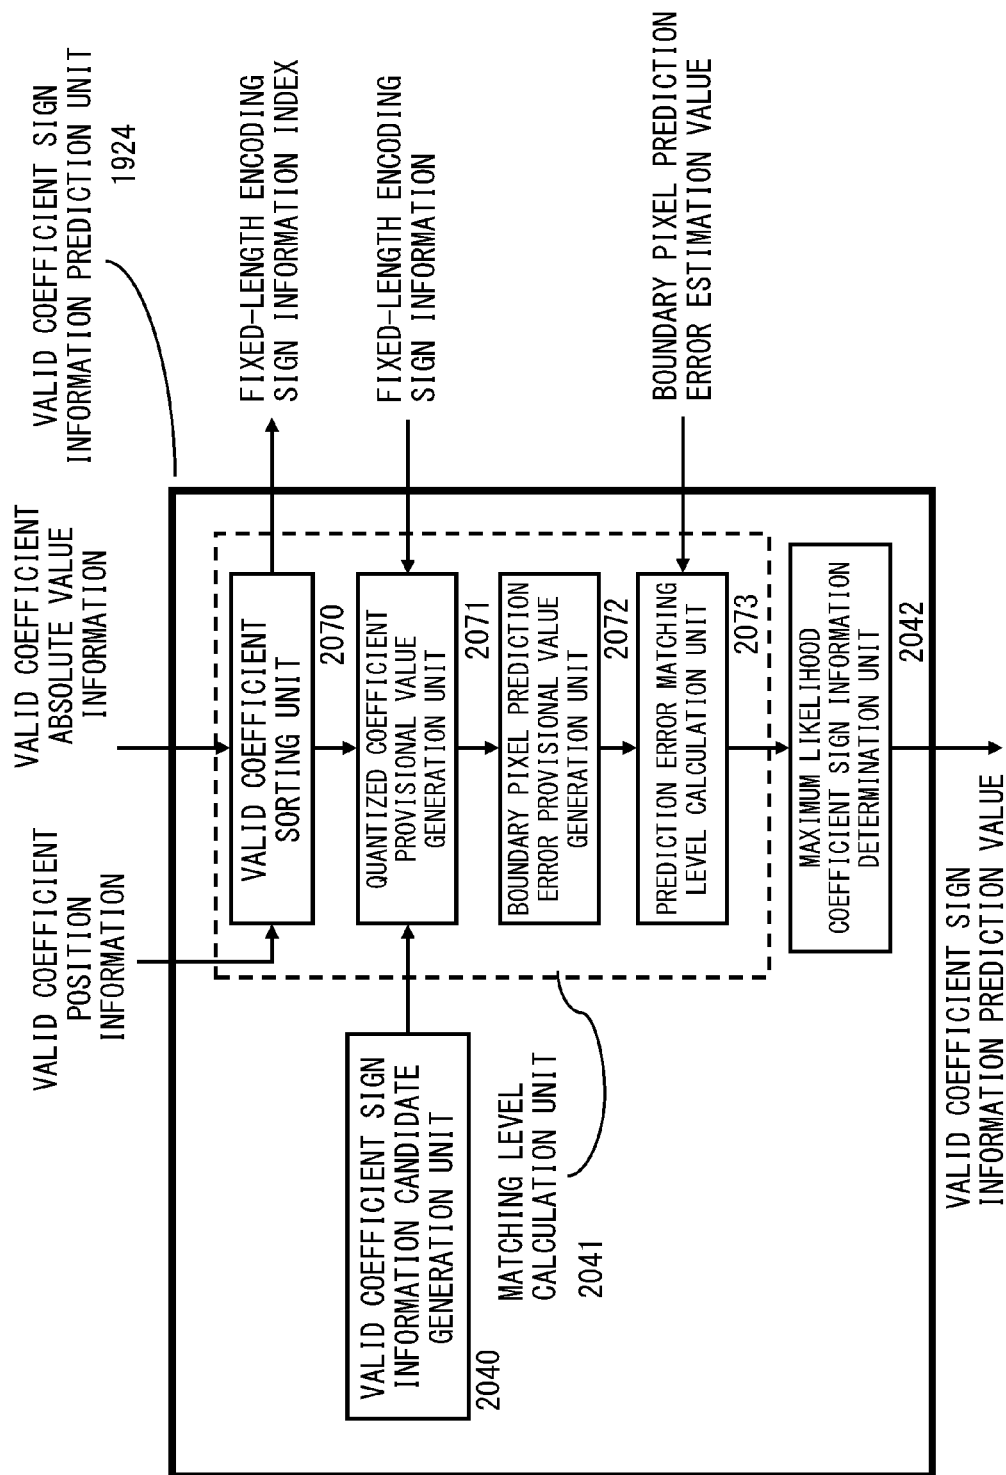 VALID COEFFICIENT SIGN
INFORMATION PREDICTION UNIT
1924
VALID COEFFICIENT
ABSOLUTE VALUE
INFORMATION
VALID COEFFICIENT
POSITION
INFORMATION
FIXED-LENGTH ENCODING
SIGN INFORMATION INDEX
FIXED-LENGTH ENCODING
SIGN INFORMATION
BOUNDARY PIXEL PREDICTION
ERROR ESTIMATION VALUE
VALID COEFFICIENT
SORTING UNIT
2070
QUANTIZED COEFFICIENT
PROVISIONAL VALUE
GENERATION UNIT
2071
BOUNDARY PIXEL PREDICTION
ERROR PROVISIONAL VALUE
GENERATION UNIT
2072
PREDICTION ERROR MATCHING
LEVEL CALCULATION UNIT
2073
MAXIMUM LIKELIHOOD
COEFFICIENT SIGN INFORMATION
DETERMINATION UNIT
2042
VALID COEFFICIENT SIGN
INFORMATION CANDIDATE
GENERATION UNIT
2040
MATCHING LEVEL
CALCULATION UNIT
2041
VALID COEFFICIENT SIGN
INFORMATION PREDICTION VALUE